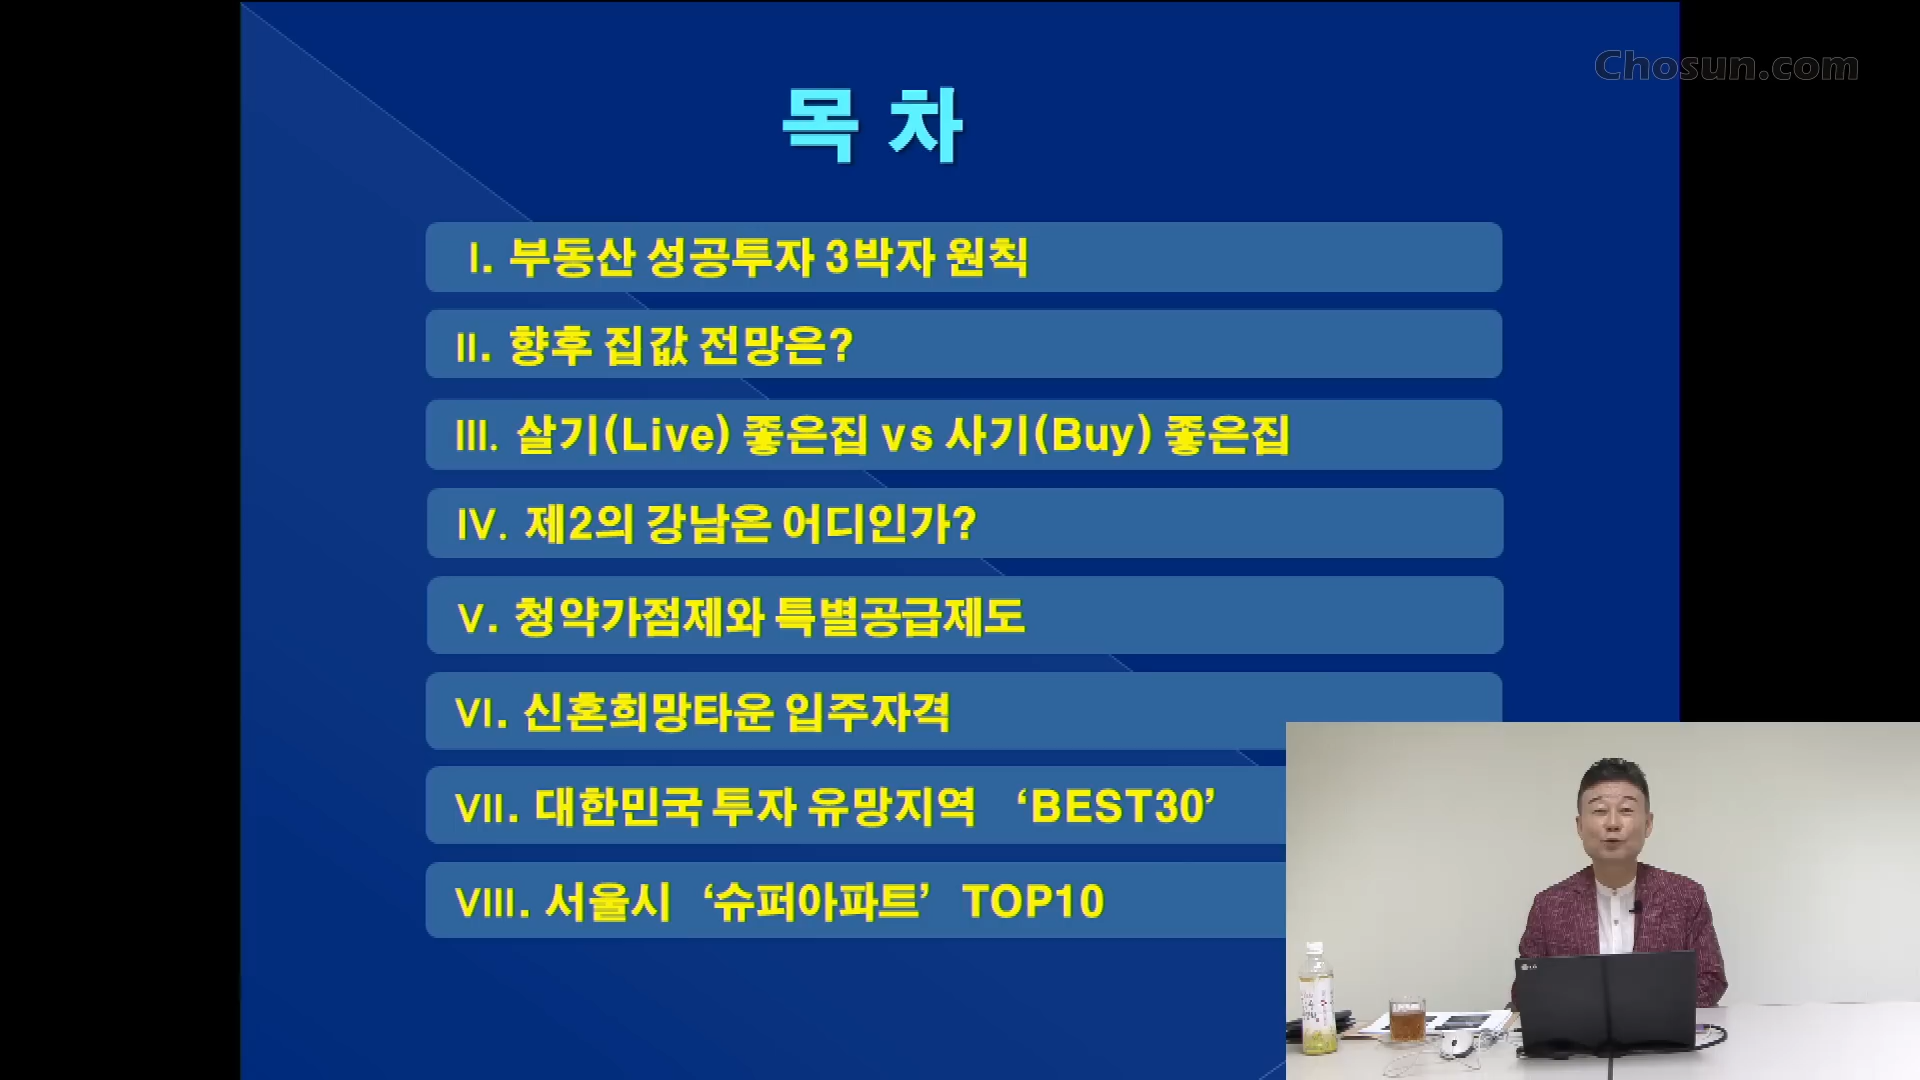 Chosun.com
목 차
I. 부동산 성공투자 3박자 원칙
II. 향후 집값 전망은?
III. 살기(Live) 좋은집 vs 사기(Buy) 좋은집
IV. 제2의 강남은 어디인가?
V. 청약가점제와 특별공급제도
VI. 신혼희망타운 입주자격
VII. 대한민국 투자 유망지역 ‘BEST30’
VIII. 서울시 ‘슈퍼아파트’ TOP10